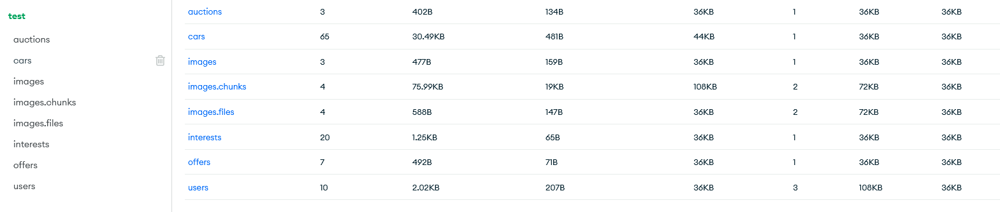 test
auctions
cars
images
images.chunks
images.files
interests
offers
users
auctions 3 402B 134B 36KB 1 36KB 36KB
cars 65 30.49KB 481B 44KB 1 36KB 36KB
images 3 477B 159B 36KB 1 36KB 36KB
images.chunks 4 75.99KB 19KB 108KB 2 72KB 36KB
images.files 4 588B 147B 36KB 2 72KB 36KB
interests 20 1.25KB 65B 36KB 1 36KB 36KB
offers 7 492B 71B 36KB 1 36KB 36KB
users 10 2.02KB 207B 36KB 3 108KB 36KB